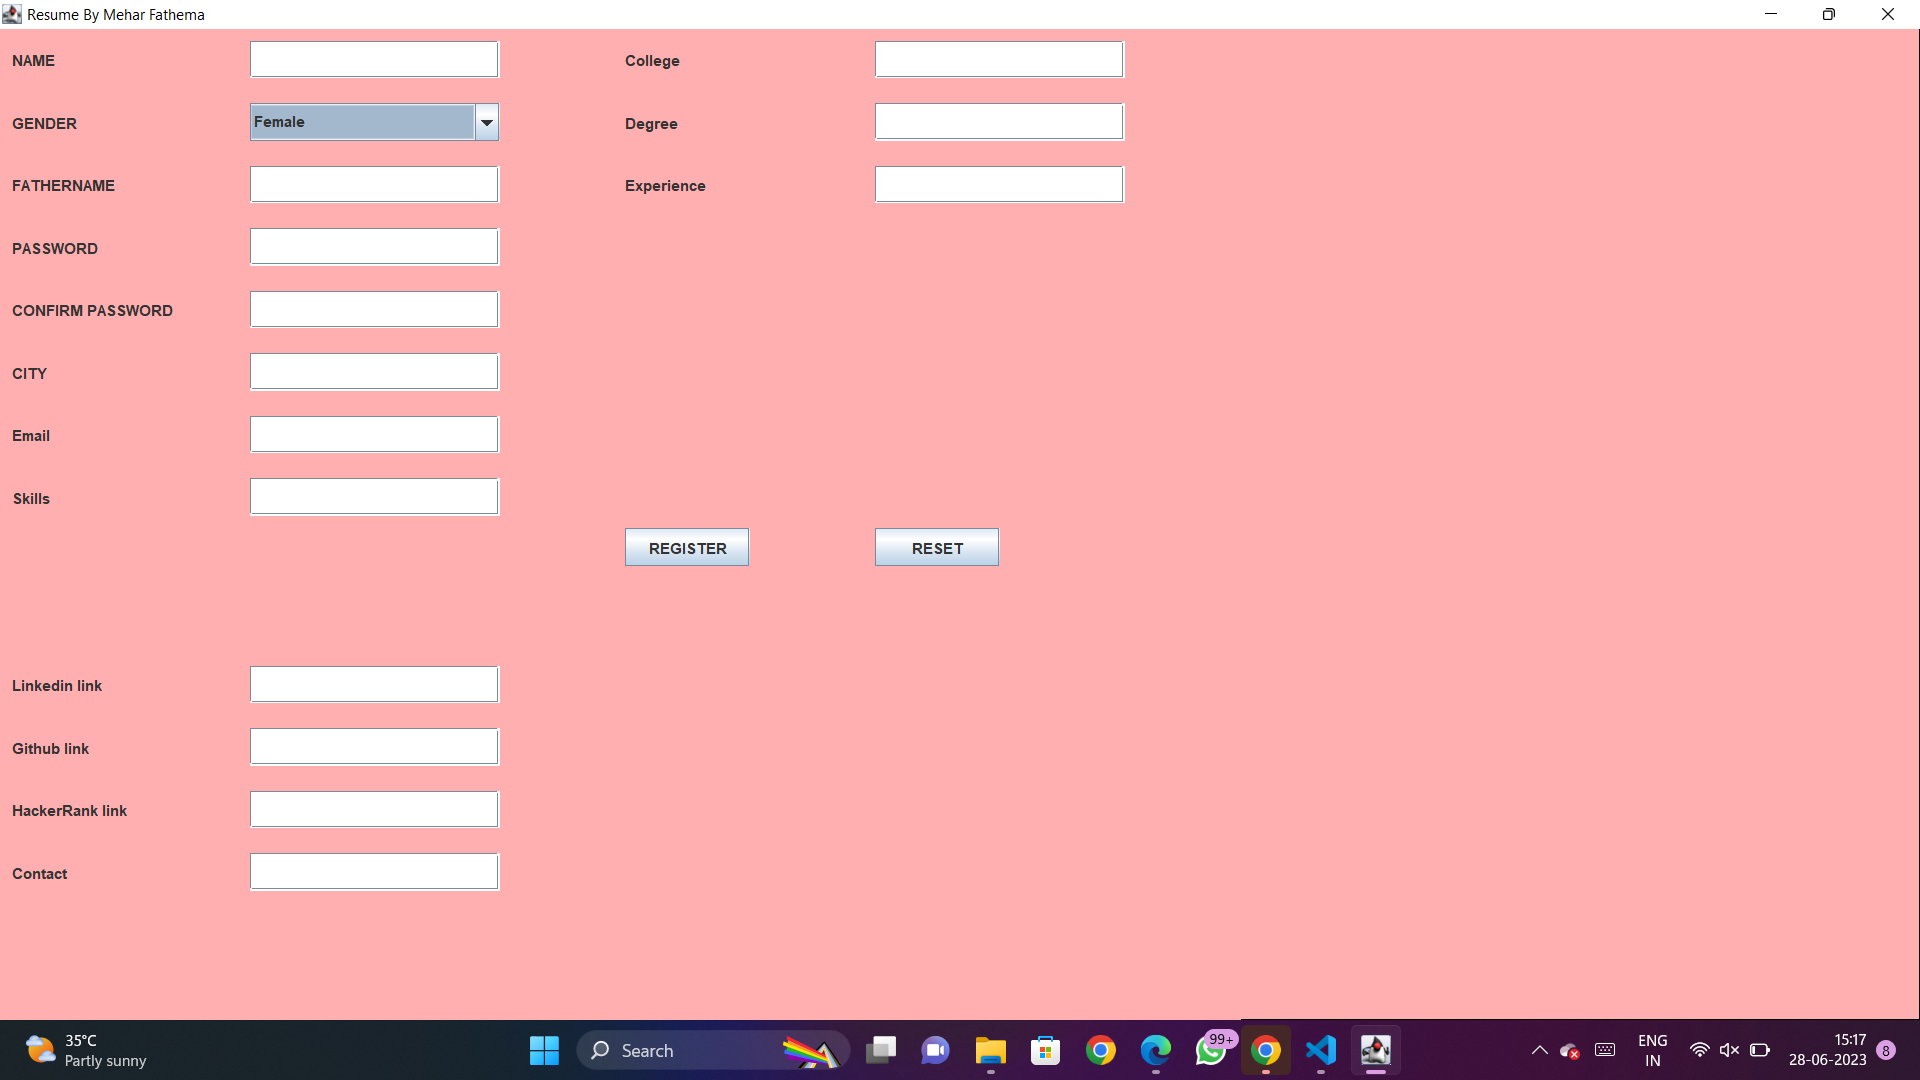 Resume By Mehar Fathema
NAME
College
GENDER
Female
Degree
FATHERNAME
Experience
PASSWORD
CONFIRM PASSWORD
CITY
Email
Skills
REGISTER
RESET
Linkedin link
Github link
HackerRank link
Contact
35°C
Partly sunny
Search
99+
ENG
IN
15:17
28-06-2023
8